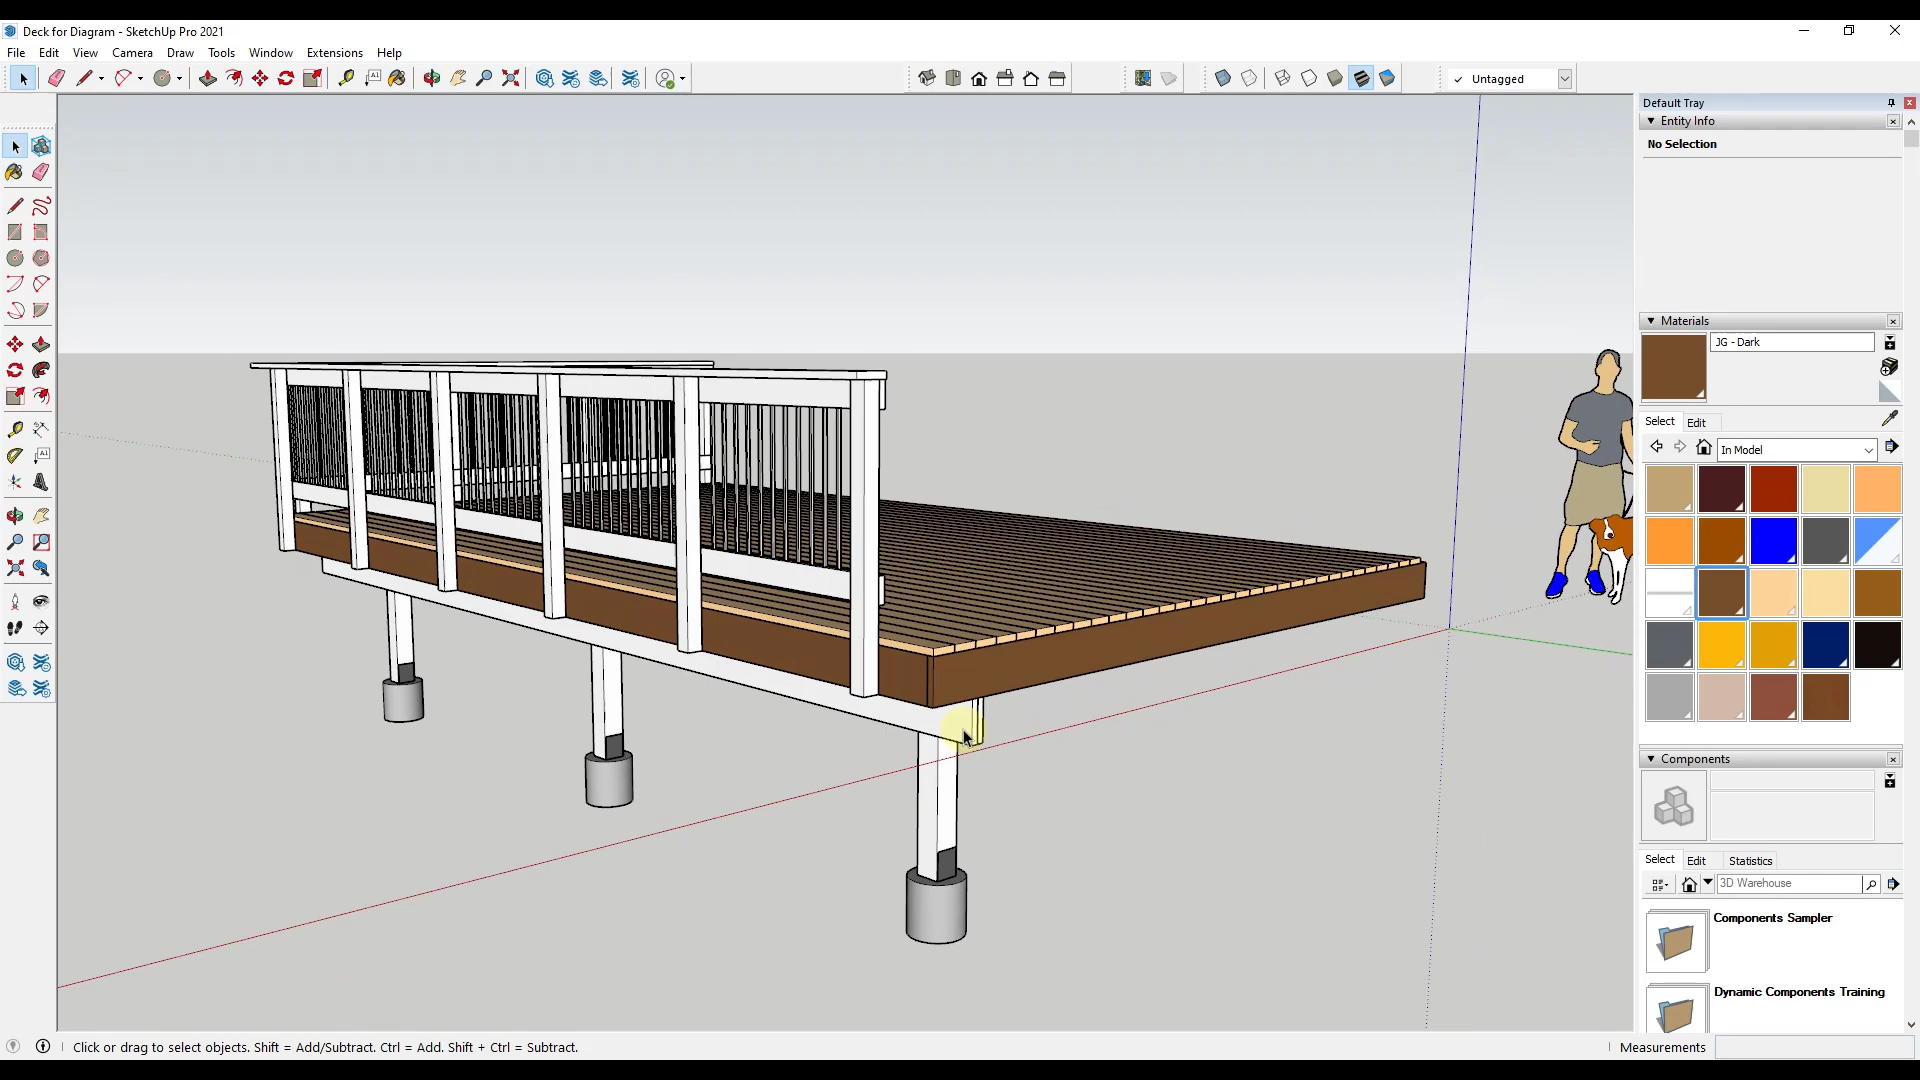 Deck for Diagram - SketchUp Pro 2021
File Edit View Camera Draw Tools Window Extensions Help
A1
Untagged
Default Tray
Entity Info
No Selection
Materials
JG - Dark
Select Edit
In Model
A1
Components
Select Edit Statistics
3D Warehouse
Components Sampler
Dynamic Components Training
Click or drag to select objects. Shift = Add/Subtract. Ctrl = Add. Shift + Ctrl = Subtract.
Measurements